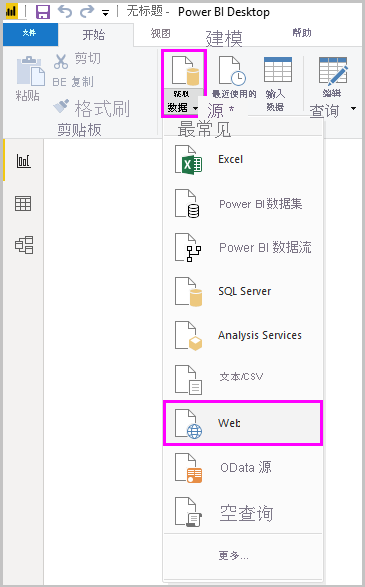 无标题 - Power BI Desktop
文件 开始 视图 建模 帮助
粘贴
剪切
BE 复制
格式刷
剪贴板
获取
数据
最近使用的
源
输入
数据
编辑
查询
最常见
Excel
Power BI数据集
Power BI 数据流
SQL Server
Analysis Services
文本/CSV
Web
OData 源
空查询
更多...